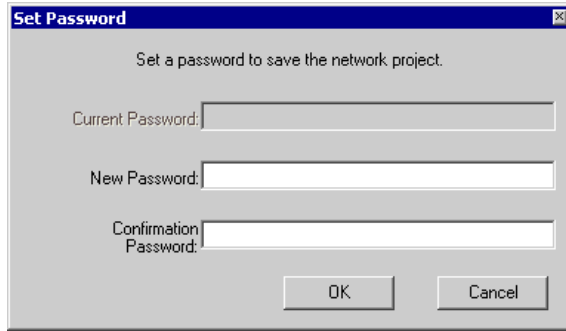 Set Password
Set a password to save the network project.
Current Password:
New Password:
Confirmation
Password:
OK Cancel